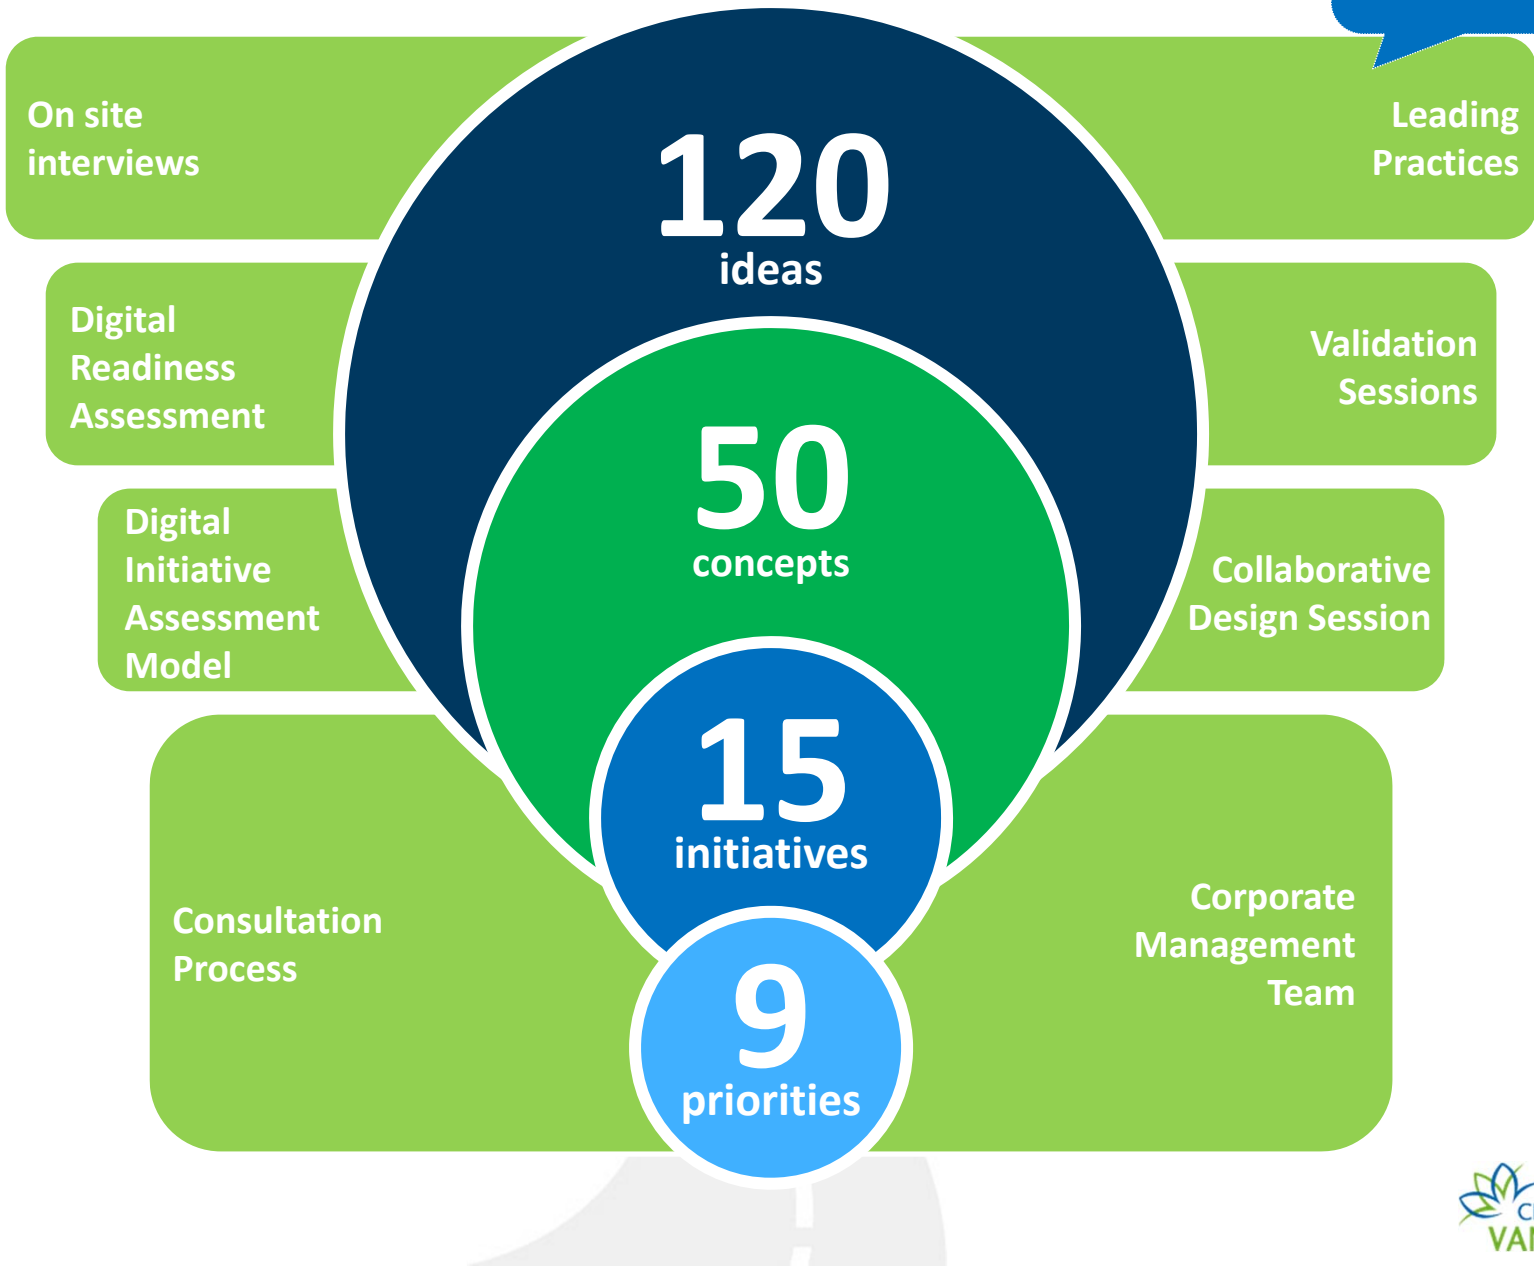 On site
interviews
120
ideas
Leading
Practices
Digital
Readiness
Assessment
Validation
Sessions
50
concepts
Digital
Initiative
Assessment
Model
Collaborative
Design Session
15
initiatives
Consultation
Process
Corporate
Management
Team
9
priorities